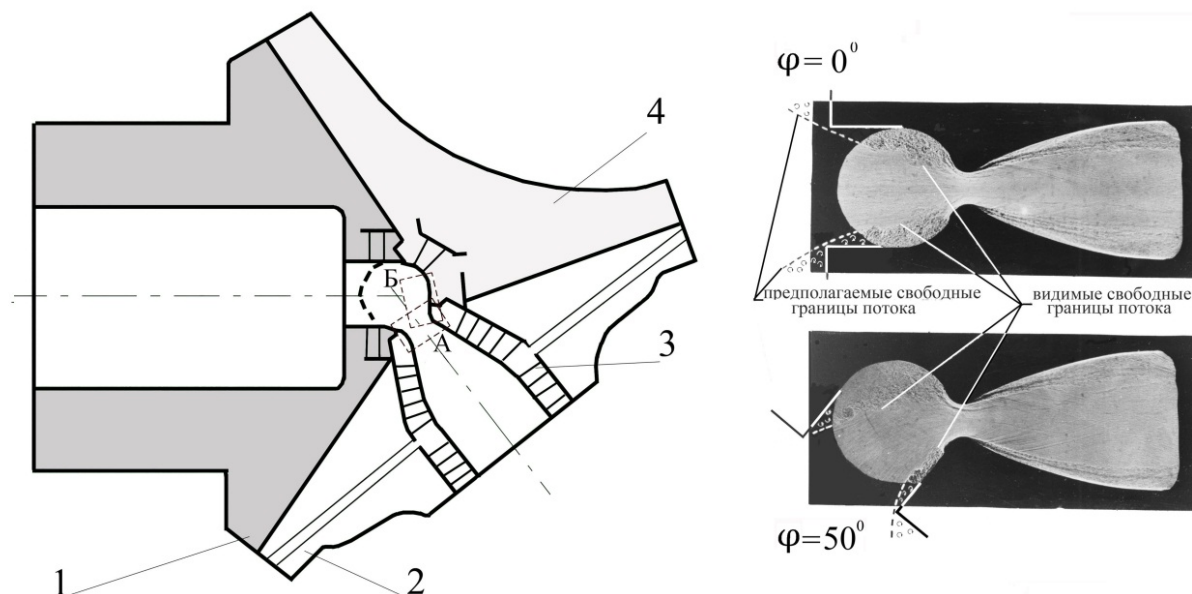 4
Б
А
3
1
2
φ= 0⁰
предполагаемые свободные
границы потока
видимые свободные
границы потока
φ=50⁰